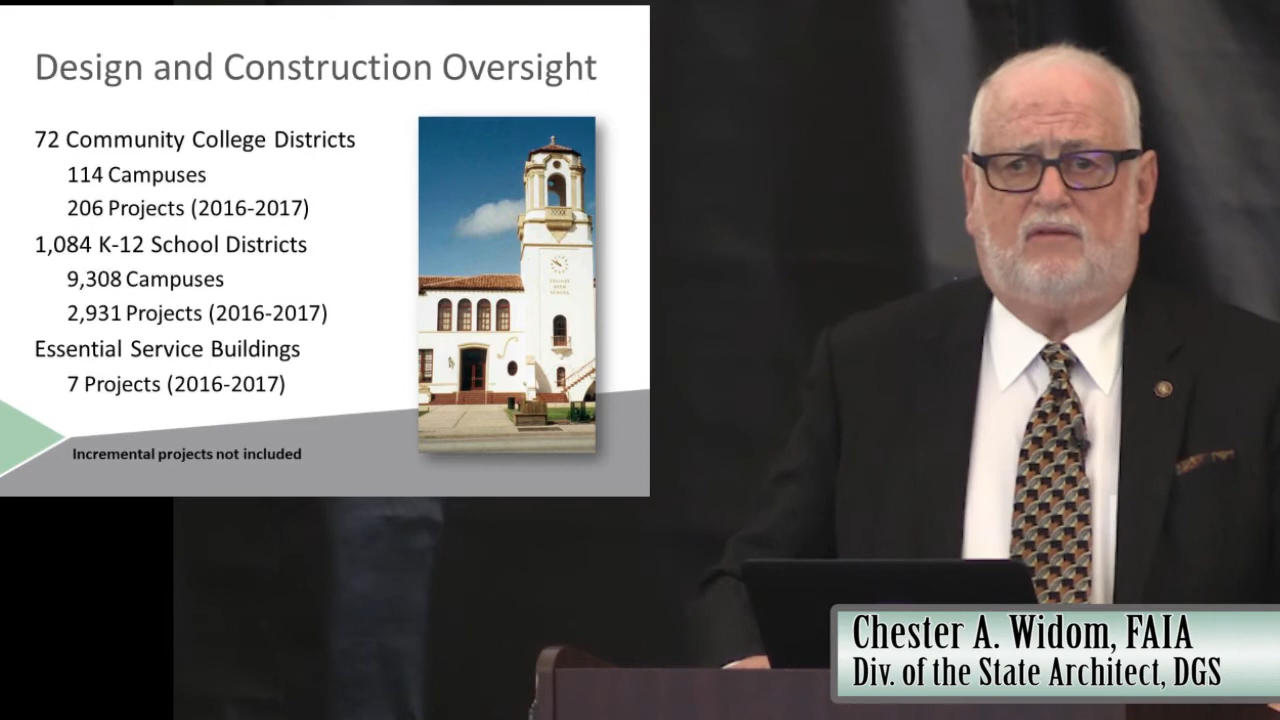 Design and Construction Oversight
72 Community College Districts
114 Campuses
206 Projects (2016-2017)
1,084 K-12 School Districts
9,308 Campuses
2,931 Projects (2016-2017)
Essential Service Buildings
7 Projects (2016-2017)
Incremental projects not included
Chester A. Widom, FAIA
Div. of the State Architect, DGS